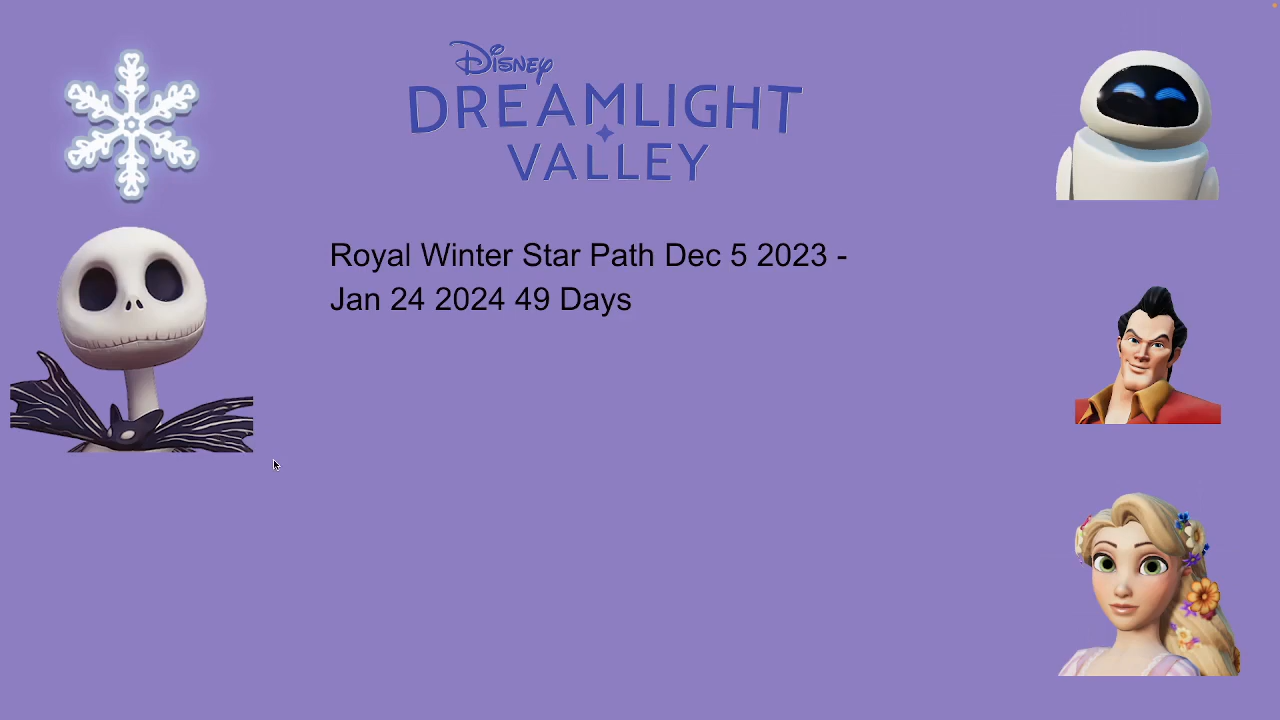 Disney
DREAMLIGHT
VALLEY
Royal Winter Star Path Dec 5 2023 -
Jan 24 2024 49 Days